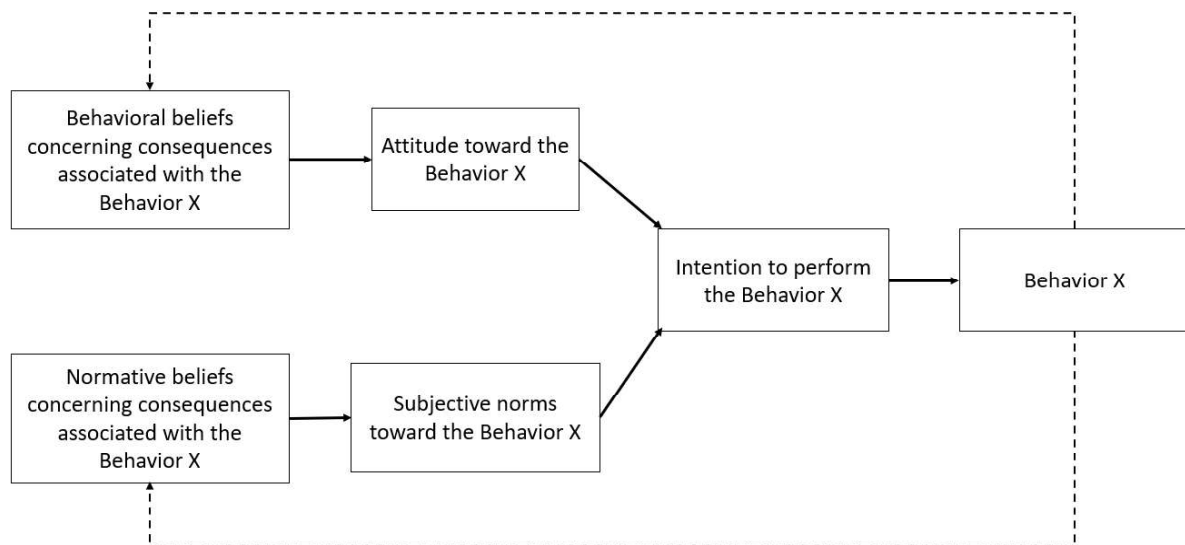 Behavioral beliefs
concerning consequences
associated with the
Behavior X
Attitude toward the
Behavior X
Intention to perform
the Behavior X
Behavior X
Normative beliefs
concerning consequences
associated with the
Behavior X
Subjective norms
toward the Behavior X